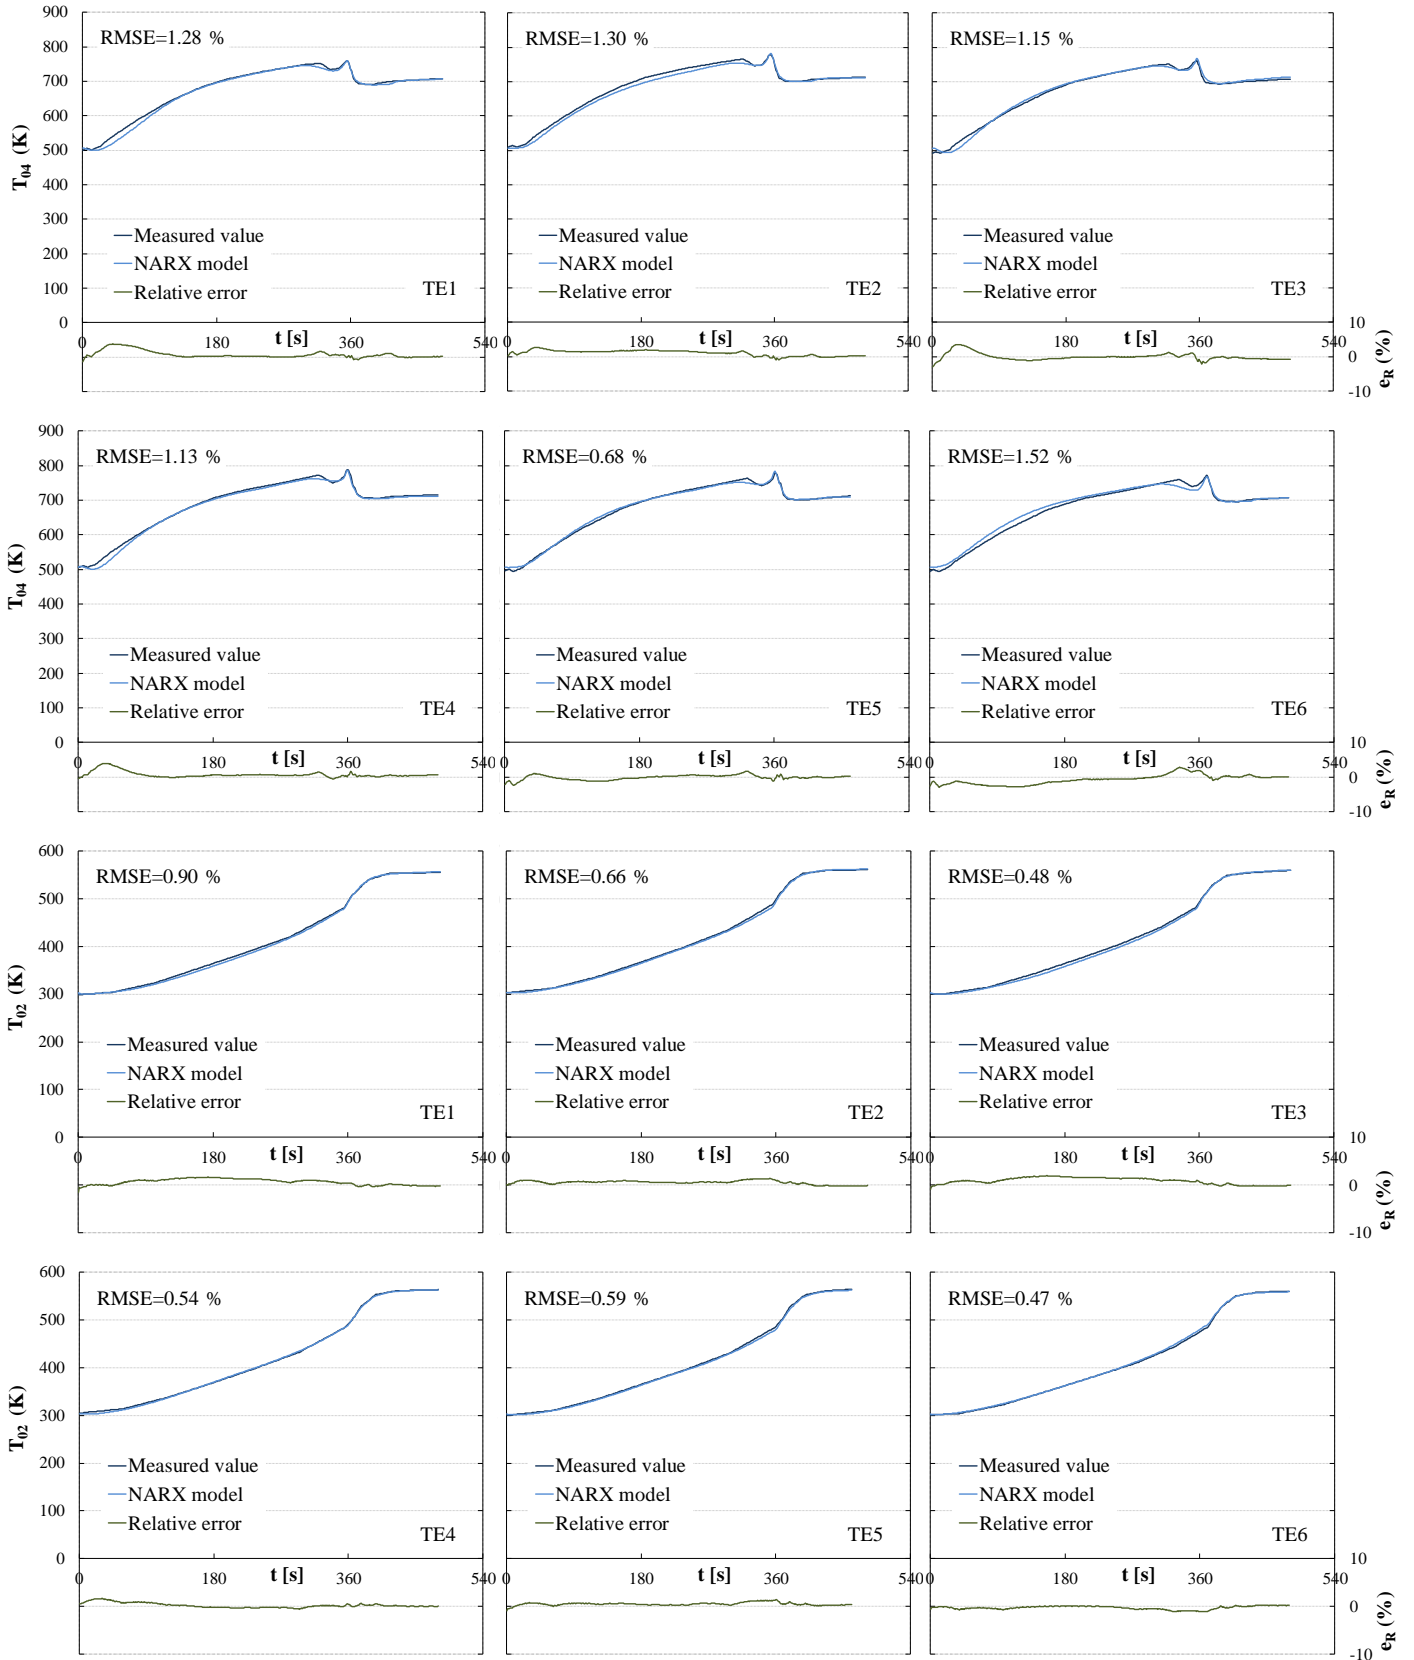 900
800
700
600
500
400
300
200
100
0
T04 (K)
RMSE=1.28 %
Measured value
NARX model
Relative error
TE1
RMSE=1.30 %
Measured value
NARX model
Relative error
TE2
RMSE=1.15 %
Measured value
NARX model
Relative error
TE3
0 180 t [s] 360 540
0 180 t [s] 360 540
0 180 t [s] 360 540
10
0
-10
eR (%)
900
800
700
600
500
400
300
200
100
0
T04 (K)
RMSE=1.13 %
Measured value
NARX model
Relative error
TE4
RMSE=0.68 %
Measured value
NARX model
Relative error
TE5
RMSE=1.52 %
Measured value
NARX model
Relative error
TE6
0 180 t [s] 360 540
0 180 t [s] 360 540
0 180 t [s] 360 540
10
0
-10
eR (%)
600
500
400
300
200
100
0
T02 (K)
RMSE=0.90 %
Measured value
NARX model
Relative error
TE1
RMSE=0.66 %
Measured value
NARX model
Relative error
TE2
RMSE=0.48 %
Measured value
NARX model
Relative error
TE3
0 180 t [s] 360 540
0 180 t [s] 360 540
0 180 t [s] 360 540
10
0
-10
eR (%)
600
500
400
300
200
100
0
T02 (K)
RMSE=0.54 %
Measured value
NARX model
Relative error
TE4
RMSE=0.59 %
Measured value
NARX model
Relative error
TE5
RMSE=0.47 %
Measured value
NARX model
Relative error
TE6
0 180 t [s] 360 540
0 180 t [s] 360 540
0 180 t [s] 360 540
10
0
-10
eR (%)